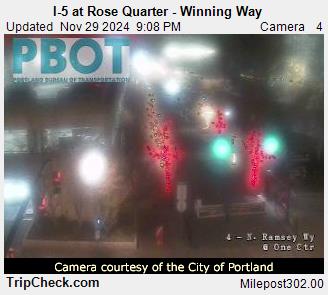 I-5 at Rose Quarter - Winning Way
Updated Nov 29 2024 9:08 PM Camera 4
PBOT
PORTLAND BUREAU OF TRANSPORTATION
4 - N. Ramsey Wy
@ One Ctr
Camera courtesy of the City of Portland
TripCheck.com Milepost302.00